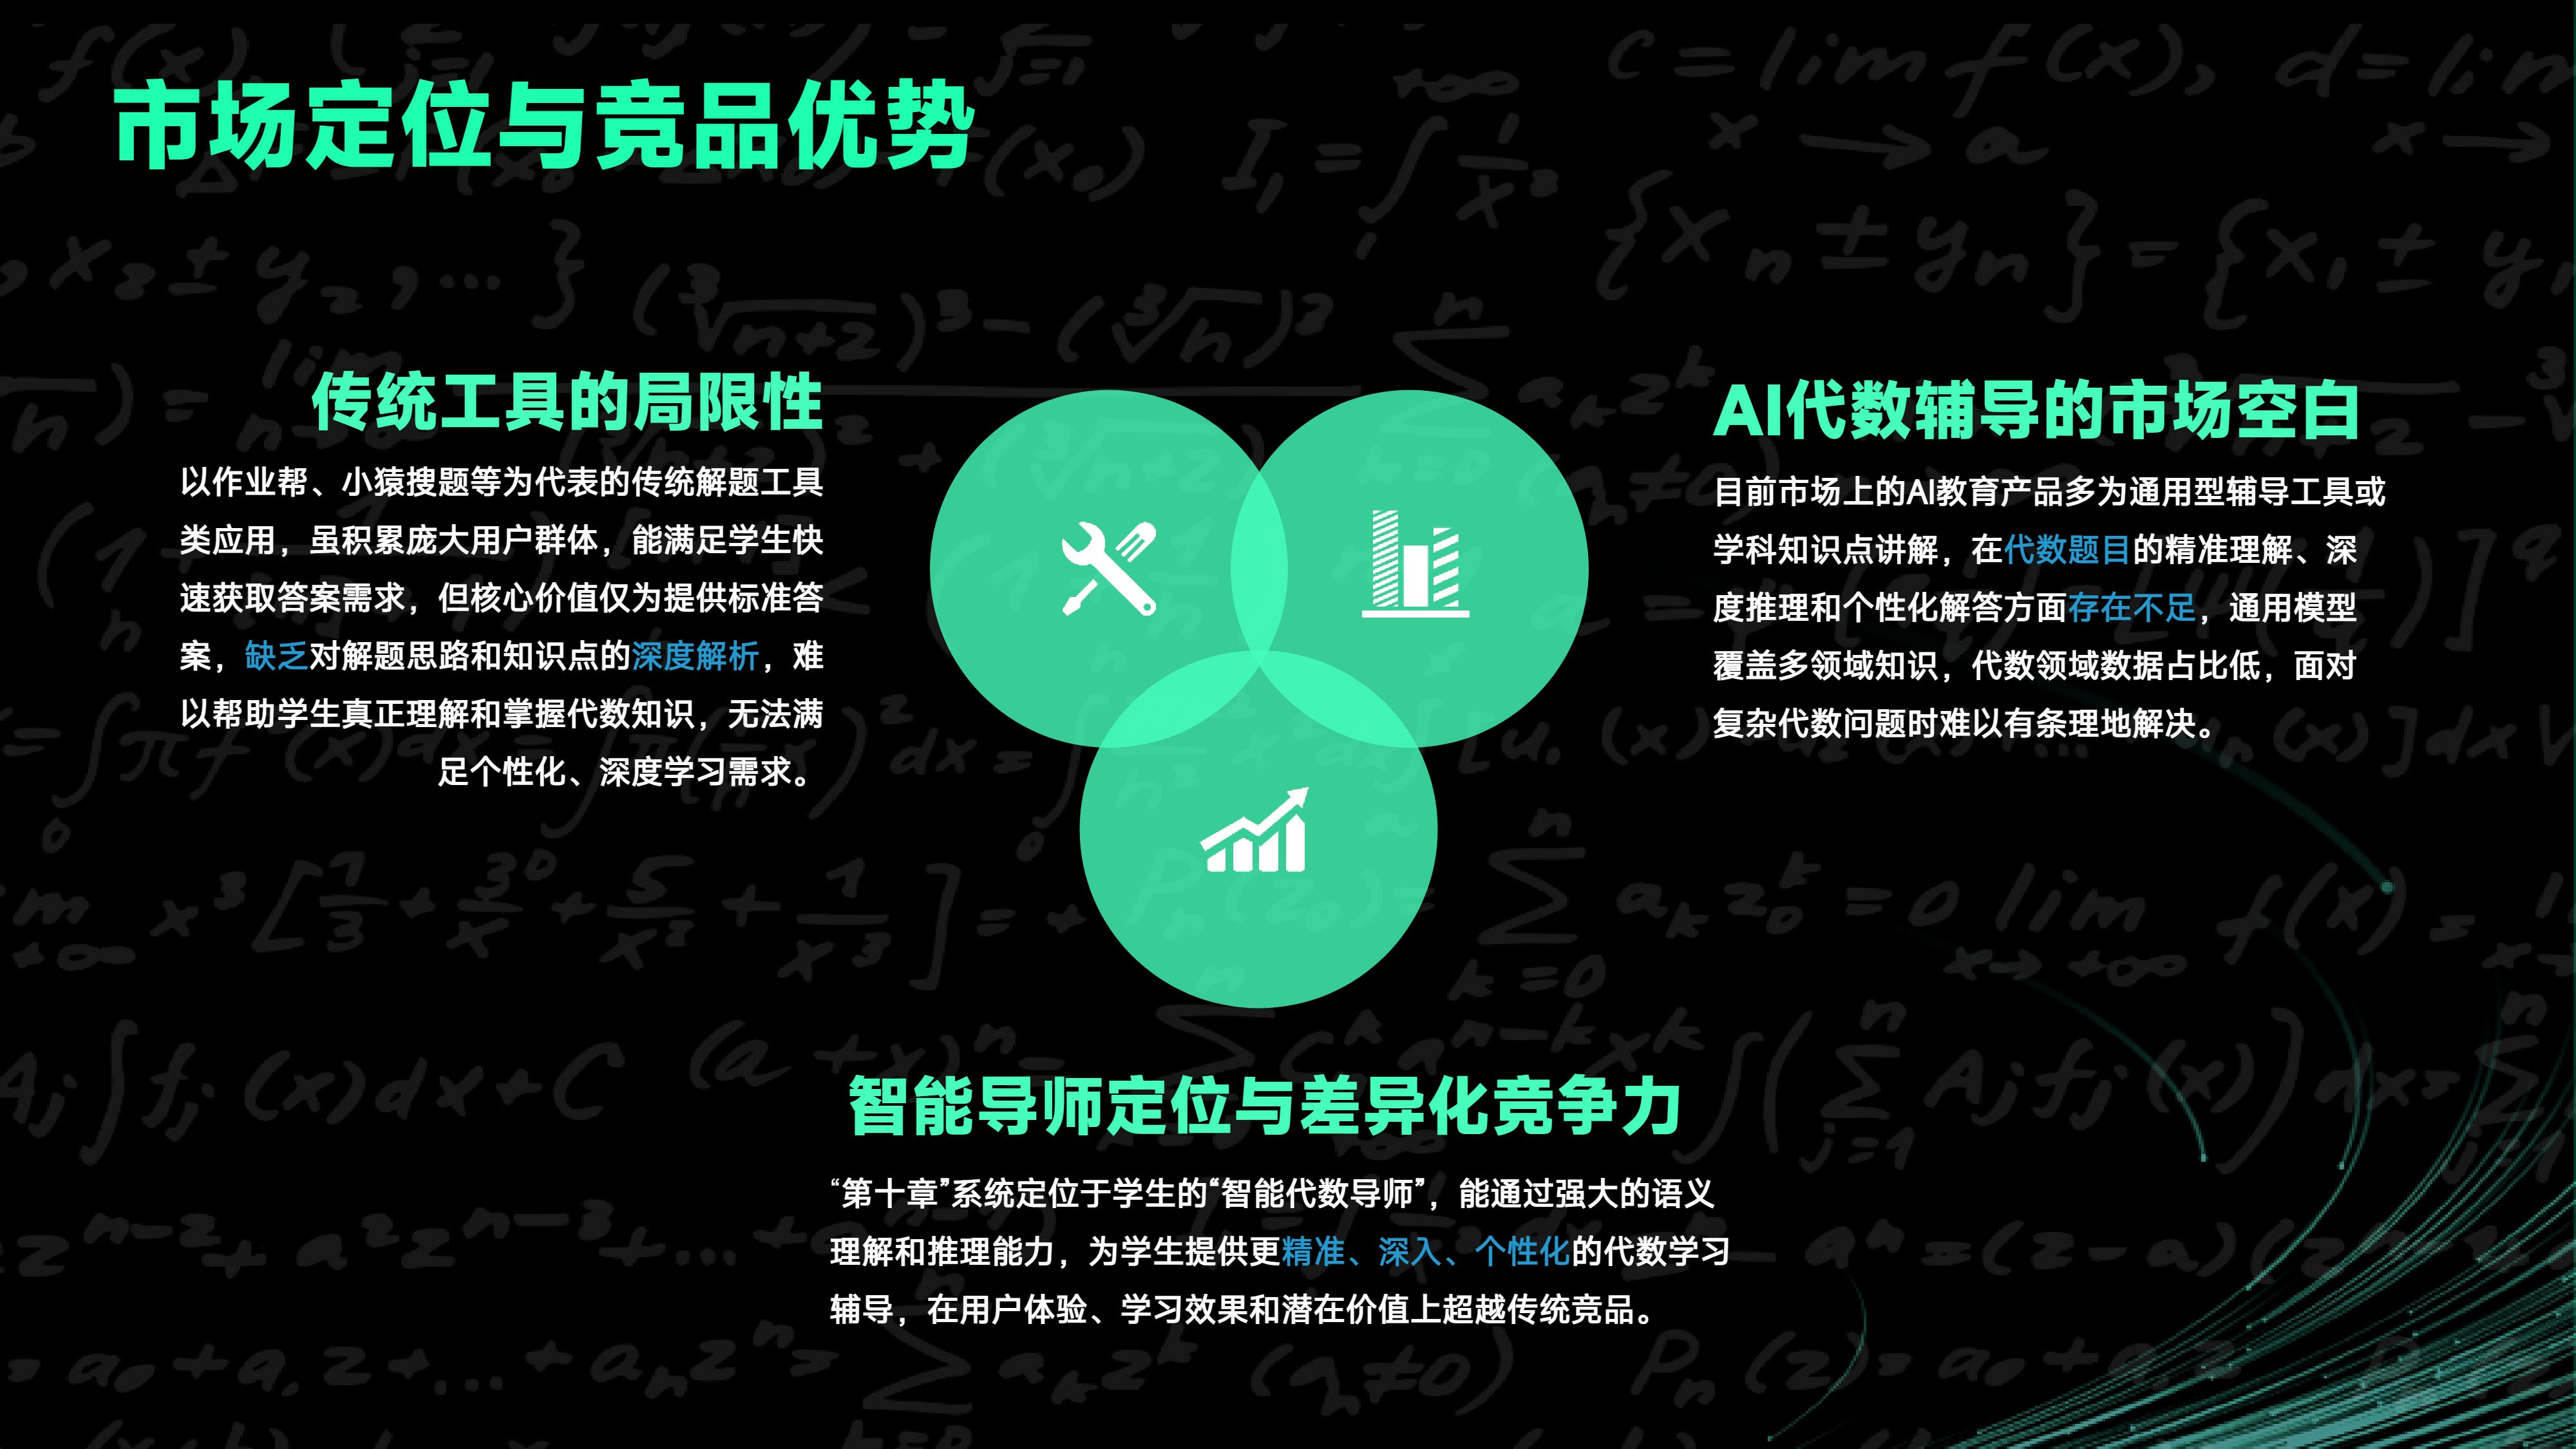 市场定位与竞品优势
传统工具的局限性
以作业帮、小猿搜题等为代表的传统解题工具
类应用，虽积累庞大用户群体，能满足学生快
速获取答案需求，但核心价值仅为提供标准答
案，缺乏对解题思路和知识点的深度解析，难
以帮助学生真正理解和掌握代数知识，无法满
足个性化、深度学习需求。
AI代数辅导的市场空白
目前市场上的AI教育产品多为通用型辅导工具或
学科知识点讲解，在代数题目的精准理解、深
度推理和个性化解答方面存在不足，通用模型
覆盖多领域知识，代数领域数据占比低，面对
复杂代数问题时难以有条理地解决。
智能导师定位与差异化竞争力
“第十章”系统定位于学生的“智能代数导师”，能通过强大的语义
理解和推理能力，为学生提供更精准、深入、个性化的代数学习
辅导，在用户体验、学习效果和潜在价值上超越传统竞品。